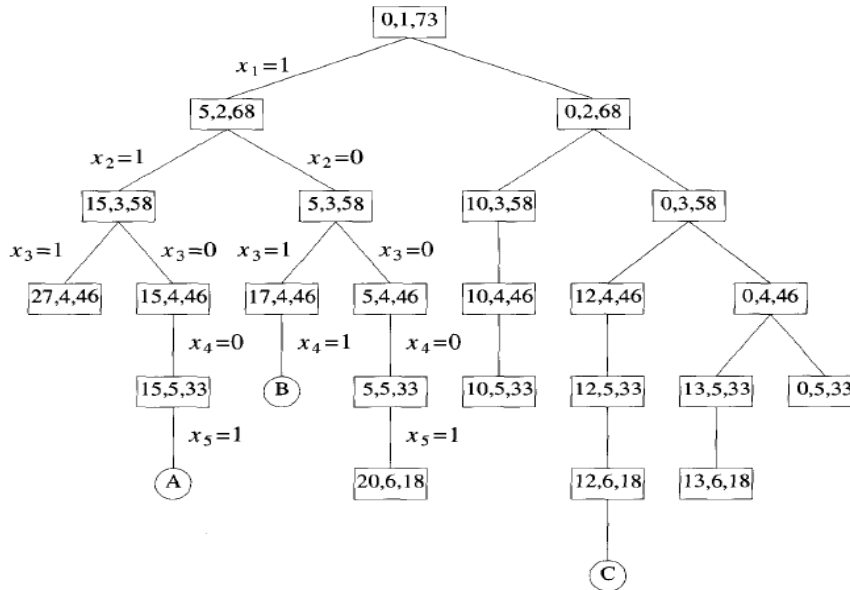 0,1,73
x1=1
5,2,68
0,2,68
x2=1
x2=0
15,3,58
5,3,58
10,3,58
0,3,58
x3=1
x3=0
x3=1
x3=0
27,4,46
15,4,46
17,4,46
5,4,46
10,4,46
12,4,46
0,4,46
x4=0
x4=1
x4=0
15,5,33
B
5,5,33
10,5,33
12,5,33
13,5,33
0,5,33
x5=1
x5=1
A
20,6,18
12,6,18
13,6,18
C